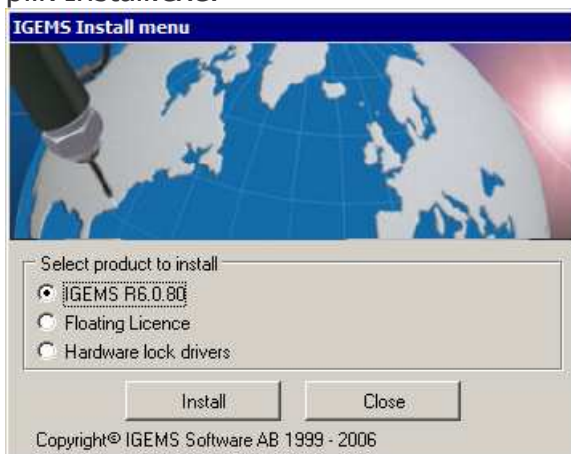 IGEMS Install menu
Select product to install
IGEMS R6.0.80
Floating Licence
Hardware lock drivers
Install
Close
Copyright© IGEMS Software AB 1999 - 2006